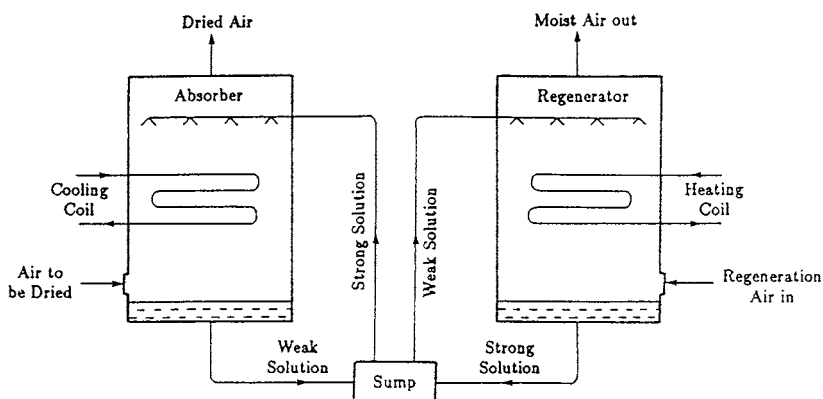 Dried Air
Moist Air out
Absorber
Regenerator
Cooling
Coil
Heating
Coil
Strong Solution
Weak Solution
Air to
be Dried
Regeneration
Air in
Weak
Solution
Strong
Solution
Sump